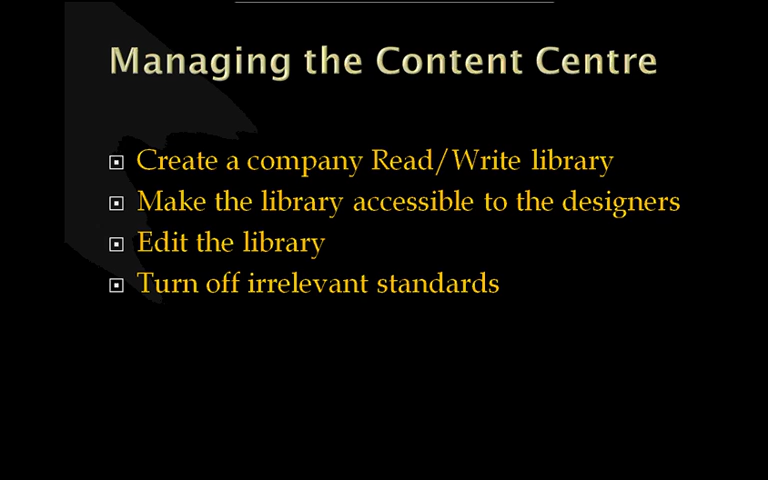 Managing the Content Centre
Create a company Read/Write library
Make the library accessible to the designers
Edit the library
Turn off irrelevant standards